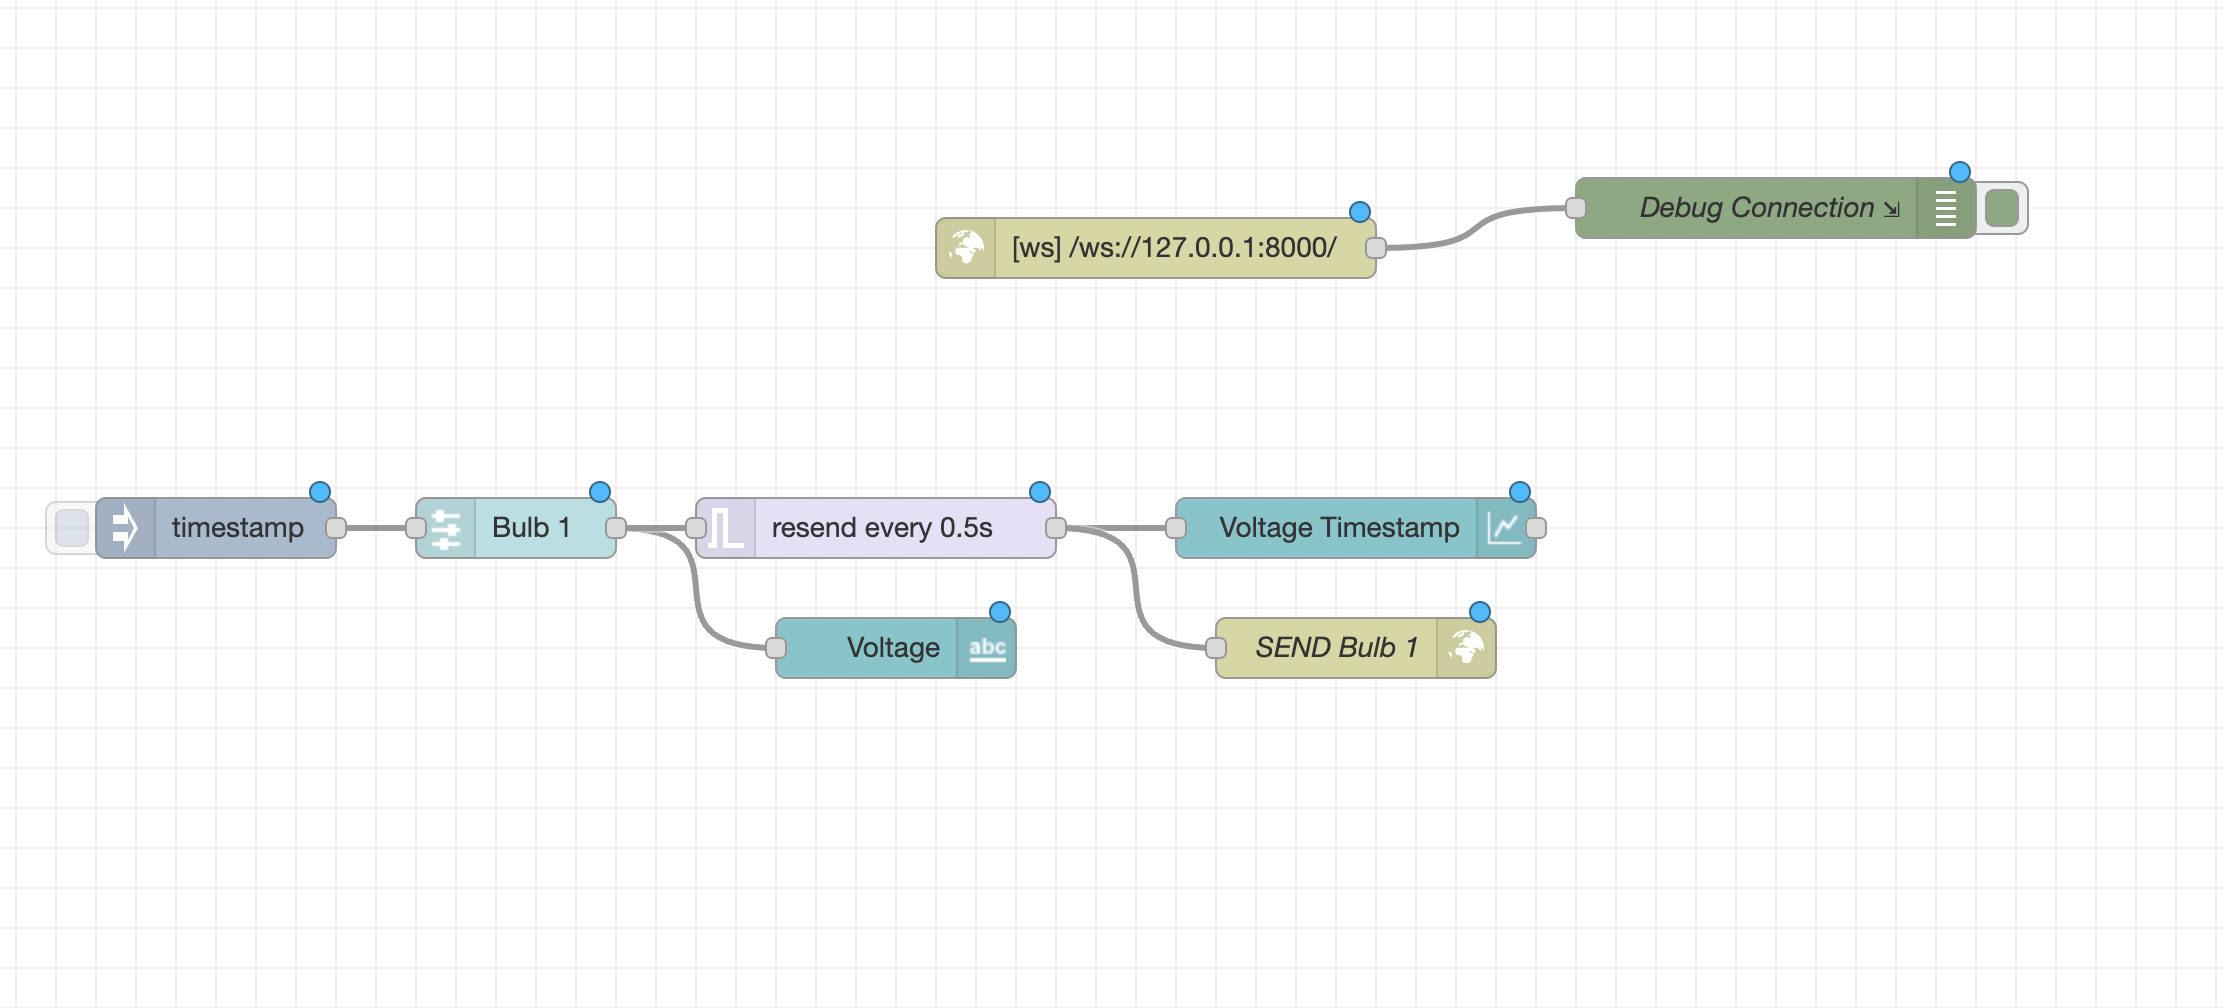 Debug Connection ⇲
[ws] /ws://127.0.0.1:8000/
timestamp
Bulb 1
resend every 0.5s
Voltage Timestamp
Voltage
abc
SEND Bulb 1